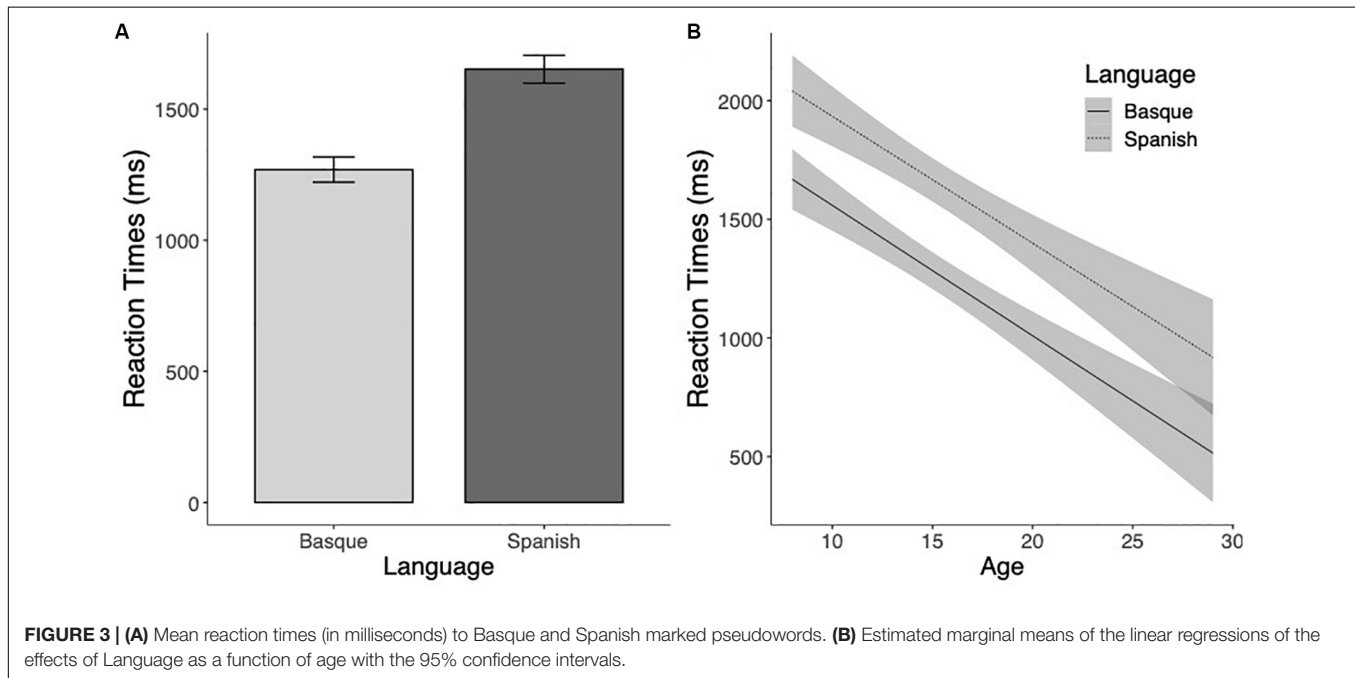 A
Reaction Times (ms)
1500
1000
500
0
Basque
Spanish
Language
B
Reaction Times (ms)
2000
1500
1000
500
Language
Basque
Spanish
10
15
20
25
30
Age
FIGURE 3 | (A) Mean reaction times (in milliseconds) to Basque and Spanish marked pseudowords. (B) Estimated marginal means of the linear regressions of the
effects of Language as a function of age with the 95% confidence intervals.